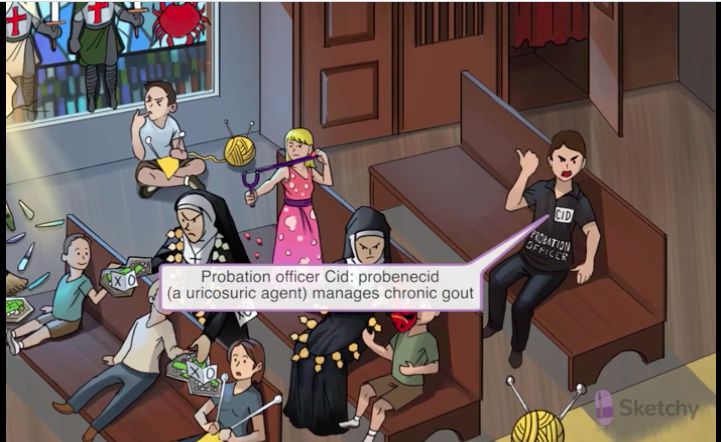 CID
PROBATION
OFFICER
Probation officer Cid: probenecid
(a uricosuric agent) manages chronic gout
XO
XO
Sketchy